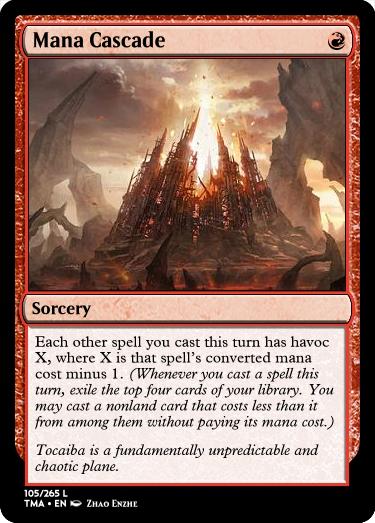 Mana Cascade
Sorcery
Each other spell you cast this turn has havoc
X, where X is that spell's converted mana
cost minus 1. (Whenever you cast a spell this
turn, exile the top four cards of your library. You
may cast a nonland card that costs less than it
from among them without paying its mana cost.)
Tocaiba is a fundamentally unpredictable and
chaotic plane.
105/265 L
TMA • EN Zhao Enzhe